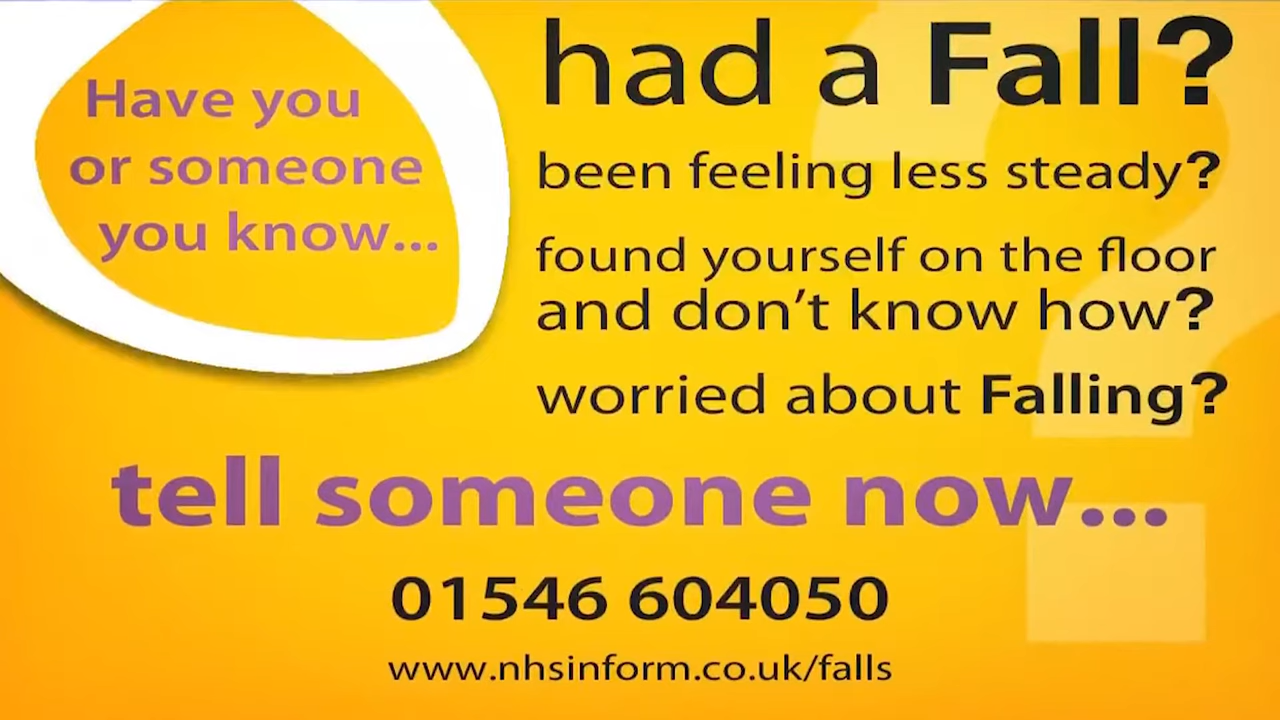 Have you
or someone
you know...
had a Fall?
been feeling less steady?
found yourself on the floor
and don't know how?
worried about Falling?
tell someone now...
01546 604050
www.nhsinform.co.uk/falls